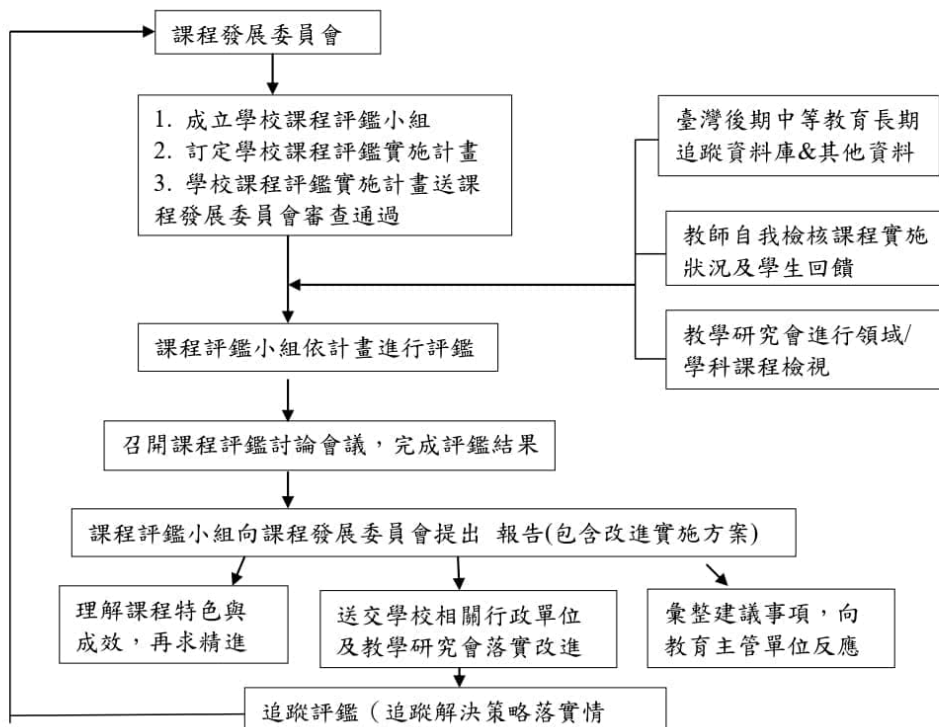 課程發展委員會
1. 成立學校課程評鑑小組
2. 訂定學校課程評鑑實施計畫
3. 學校課程評鑑實施計畫送課
程發展委員會審查通過
臺灣後期中等教育長期
追蹤資料庫&其他資料
教師自我檢核課程實施
狀況及學生回饋
教學研究會進行領域/
學科課程檢視
課程評鑑小組依計畫進行評鑑
召開課程評鑑討論會議，完成評鑑結果
課程評鑑小組向課程發展委員會提出 報告(包含改進實施方案)
理解課程特色與
成效，再求精進
送交學校相關行政單位
及教學研究會落實改進
彙整建議事項，向
教育主管單位反應
追蹤評鑑（追蹤解決策略落實情